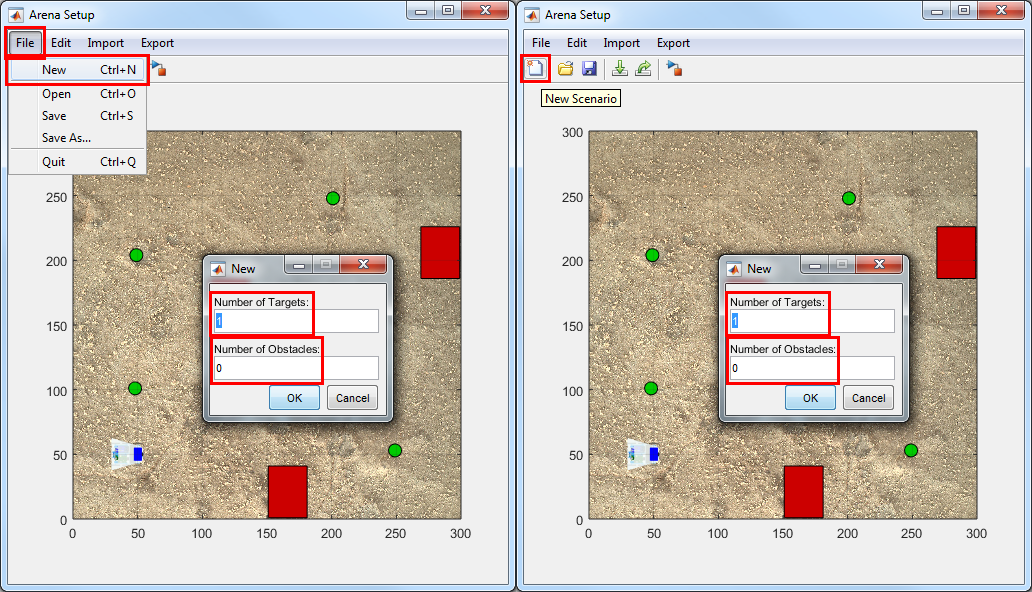 Arena Setup
File Edit Import Export
New Ctrl+N
Open Ctrl+O
Save Ctrl+S
Save As...
Quit Ctrl+Q
250
200
150
100
50
0
0 50 100 150 200 250 300
New
Number of Targets:
1
Number of Obstacles:
0
OK Cancel
Arena Setup
File Edit Import Export
New Scenario
300
250
200
150
100
50
0
0 50 100 150 200 250 300
New
Number of Targets:
1
Number of Obstacles:
0
OK Cancel